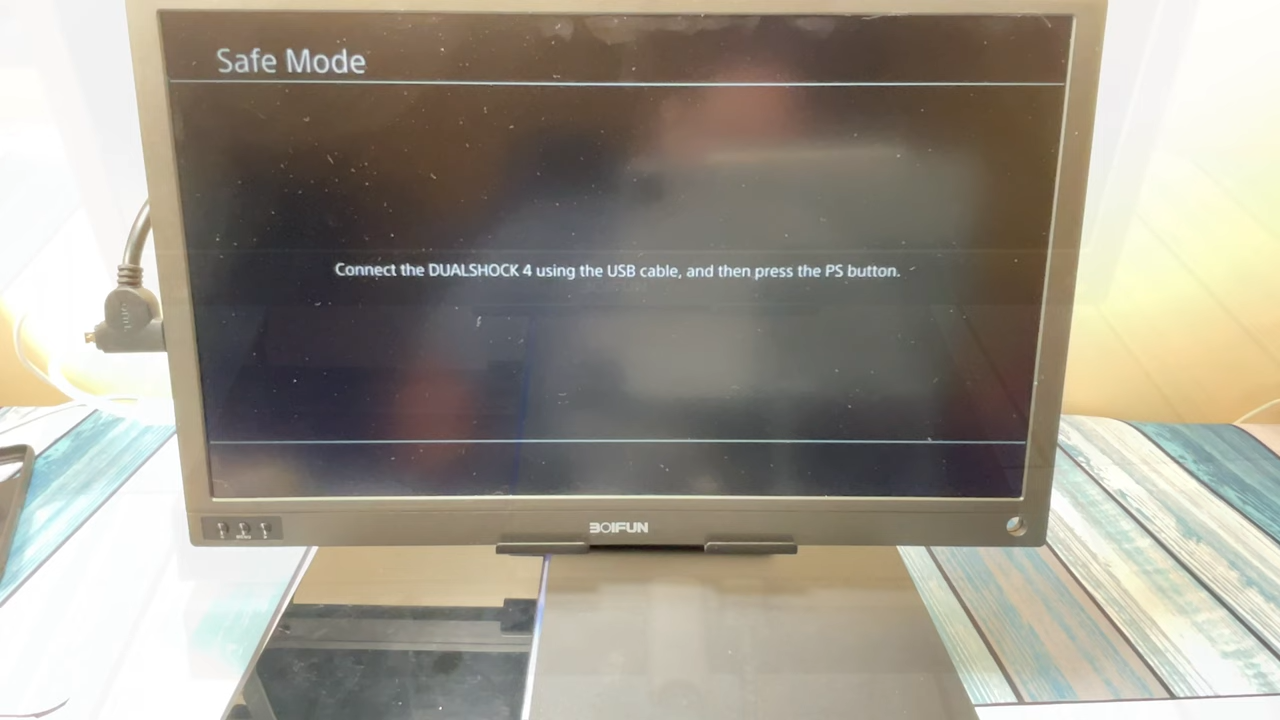 Safe Mode
Connect the DUALSHOCK 4 using the USB cable, and then press the PS button.
BOIFUN